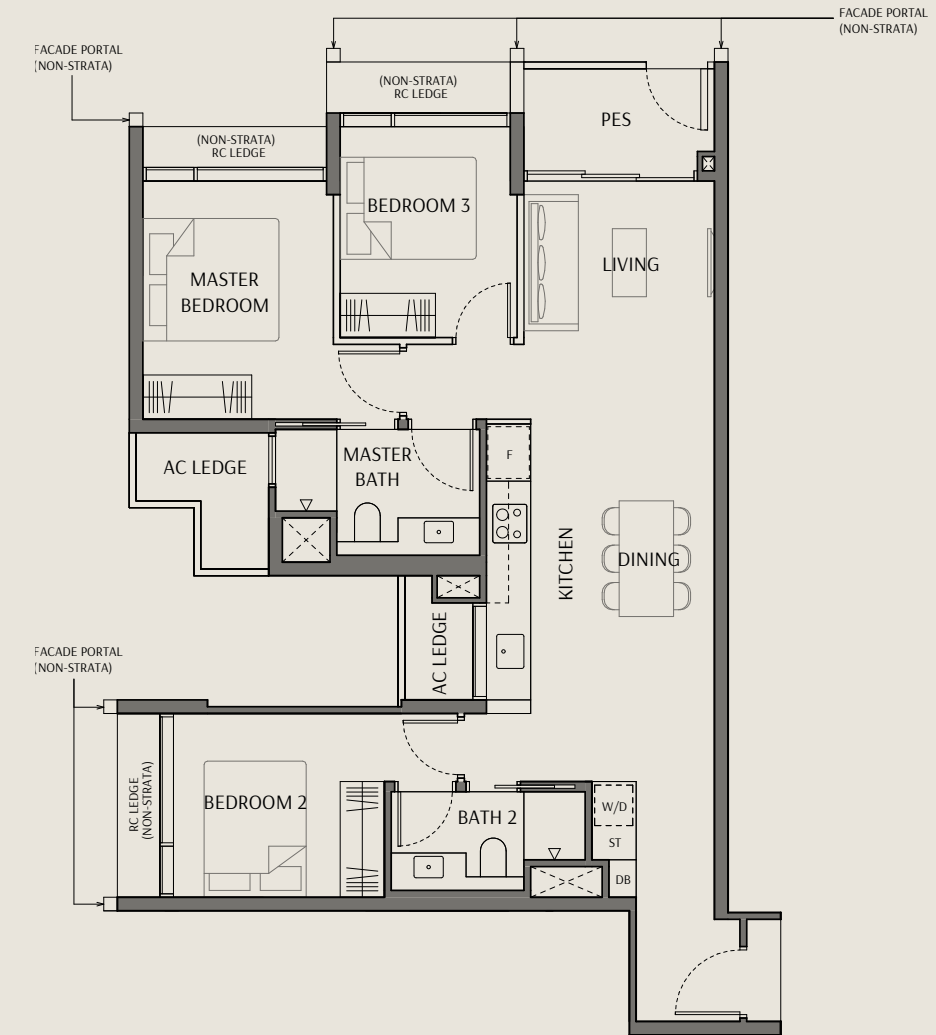 FACADE PORTAL
(NON-STRATA)
FACADE PORTAL
(NON-STRATA)
(NON-STRATA)
RC LEDGE
PES
(NON-STRATA)
RC LEDGE
BEDROOM 3
LIVING
MASTER
BEDROOM
AC LEDGE
MASTER
BATH
F
KITCHEN
DINING
AC LEDGE
FACADE PORTAL
(NON-STRATA)
RC LEDGE
(NON-STRATA)
BEDROOM 2
BATH 2
W/D
ST
DB